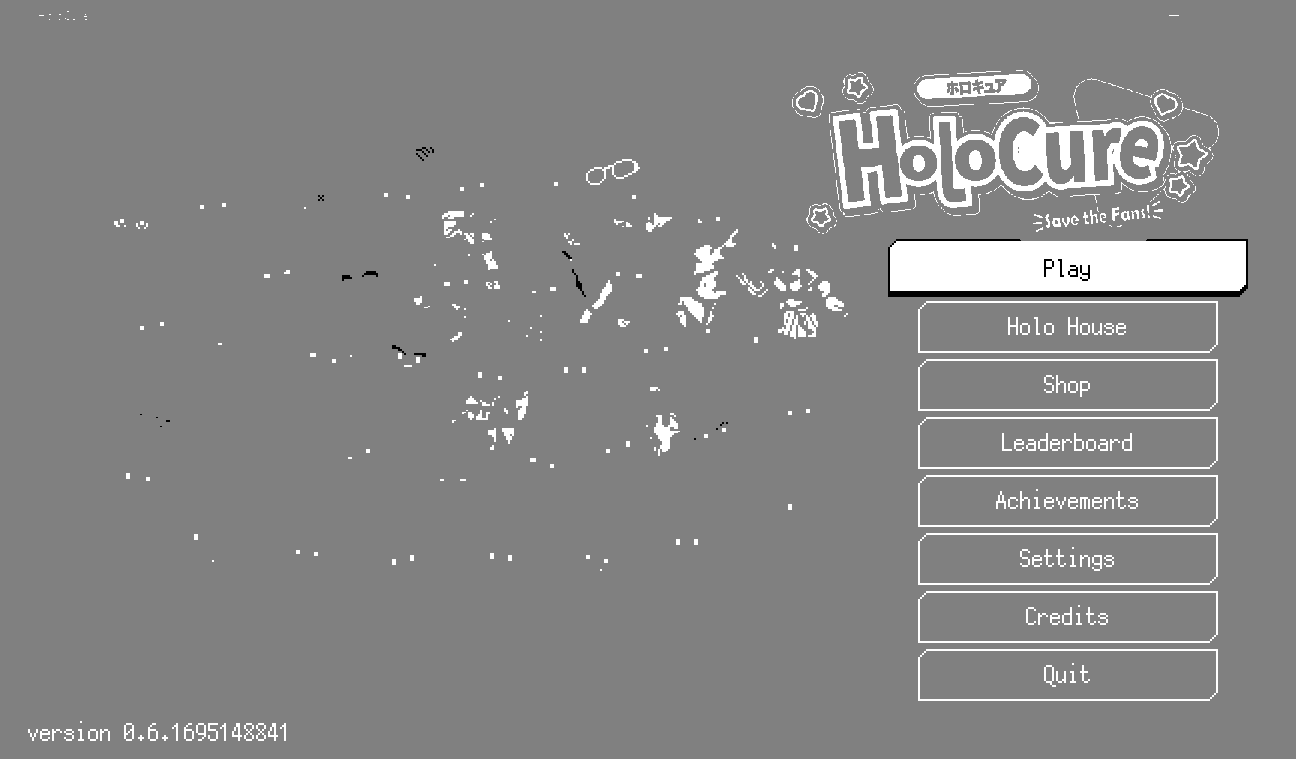 HoloCure
ホロキュア
HoloCure
Save the Fans!
Play
Holo House
Shop
Leaderboard
Achievements
Settings
Credits
Quit
version 0.6.1695148841